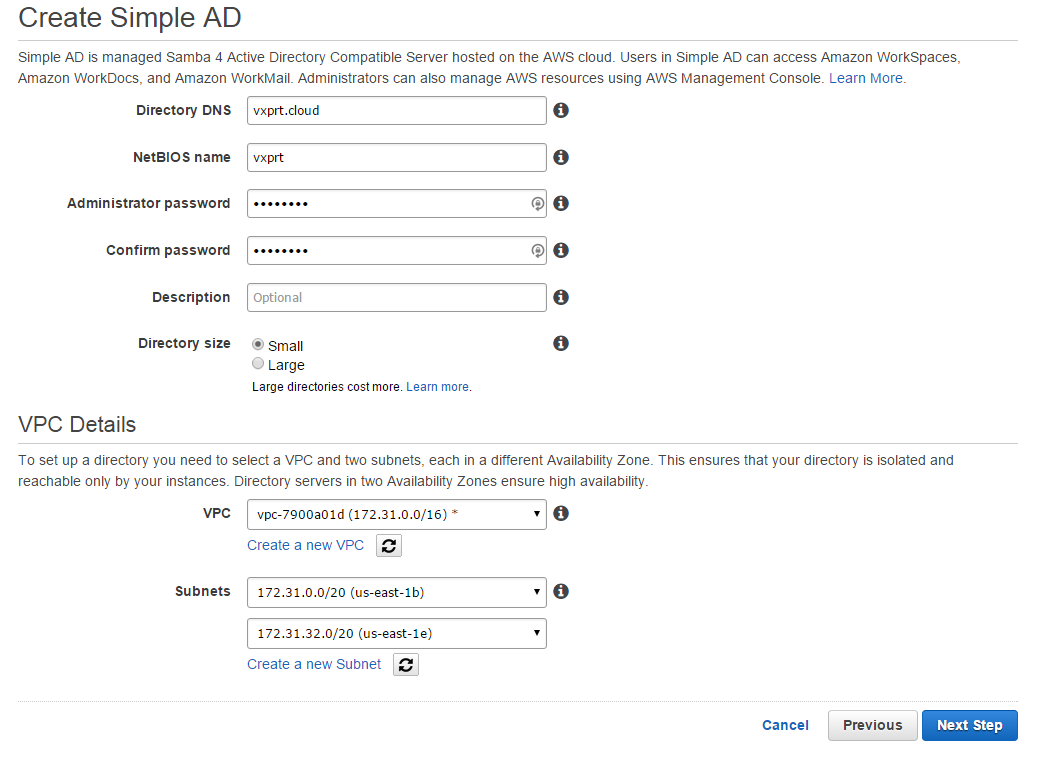 Create Simple AD
Simple AD is managed Samba 4 Active Directory Compatible Server hosted on the AWS cloud. Users in Simple AD can access Amazon WorkSpaces,
Amazon WorkDocs, and Amazon WorkMail. Administrators can also manage AWS resources using AWS Management Console. Learn More.
Directory DNS vxprt.cloud
NetBIOS name vxprt
Administrator password ••••••••
Confirm password ••••••••
Description Optional
Directory size Small
Large
Large directories cost more. Learn more.
VPC Details
To set up a directory you need to select a VPC and two subnets, each in a different Availability Zone. This ensures that your directory is isolated and
reachable only by your instances. Directory servers in two Availability Zones ensure high availability.
VPC vpc-7900a01d (172.31.0.0/16) *
Create a new VPC
Subnets 172.31.0.0/20 (us-east-1b)
172.31.32.0/20 (us-east-1e)
Create a new Subnet
Cancel Previous Next Step